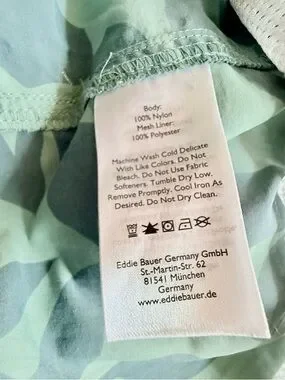 Body:
100% Nylon
Mesh Liner:
100% Polyester
Machine Wash Cold Delicate
With Like Colors. Do Not
Bleach. Do Not Use Fabric
Softeners. Tumble Dry Low.
Remove Promptly. Cool Iron As
Desired. Do Not Dry Clean.
Eddie Bauer Germany GmbH
St.-Martin-Str. 62
81541 München
Germany
www.eddiebauer.de